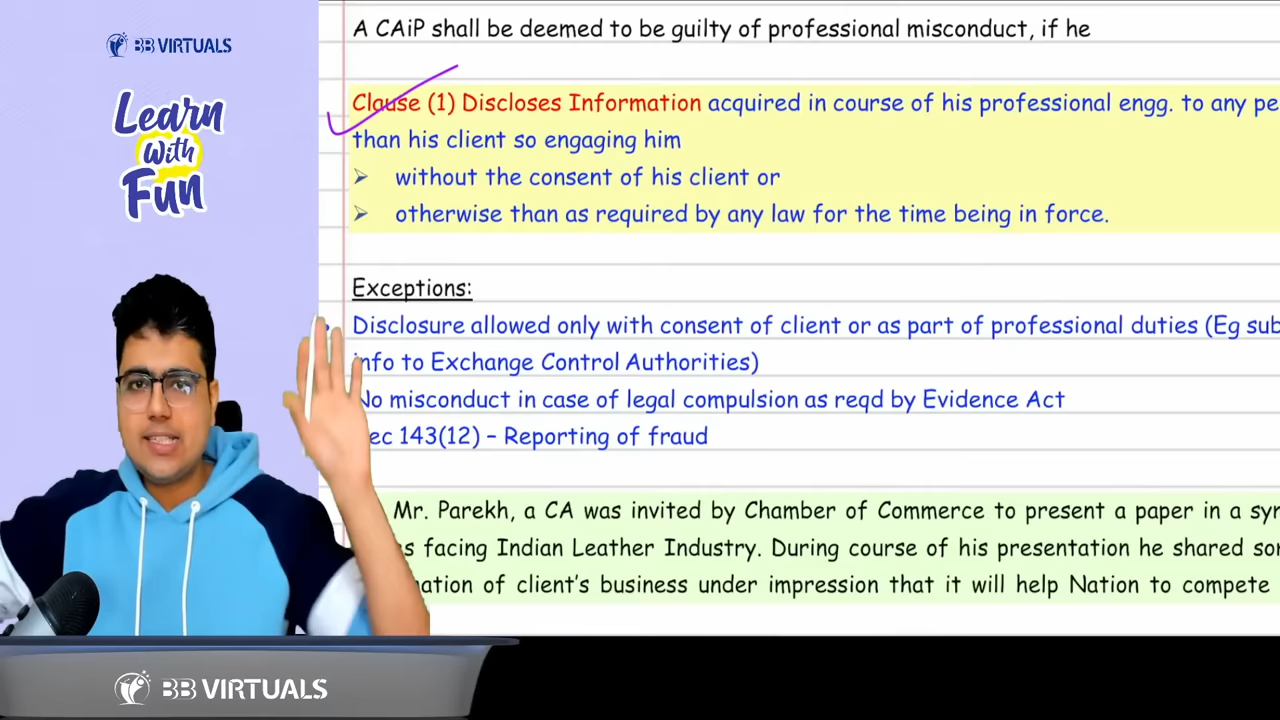 BB VIRTUALS
Learn
With
Fun
A CAiP shall be deemed to be guilty of professional misconduct, if he
Clause (1) Discloses Information acquired in course of his professional engg. to any pe
than his client so engaging him
➢ without the consent of his client or
➢ otherwise than as required by any law for the time being in force.
Exceptions:
Disclosure allowed only with consent of client or as part of professional duties (Eg sub
info to Exchange Control Authorities)
No misconduct in case of legal compulsion as reqd by Evidence Act
ec 143(12) – Reporting of fraud
Mr. Parekh, a CA was invited by Chamber of Commerce to present a paper in a
s facing Indian Leather Industry. During course of his presentation he shared
ation of client's business under impression that it will help Nation to compete
BB VIRTUALS